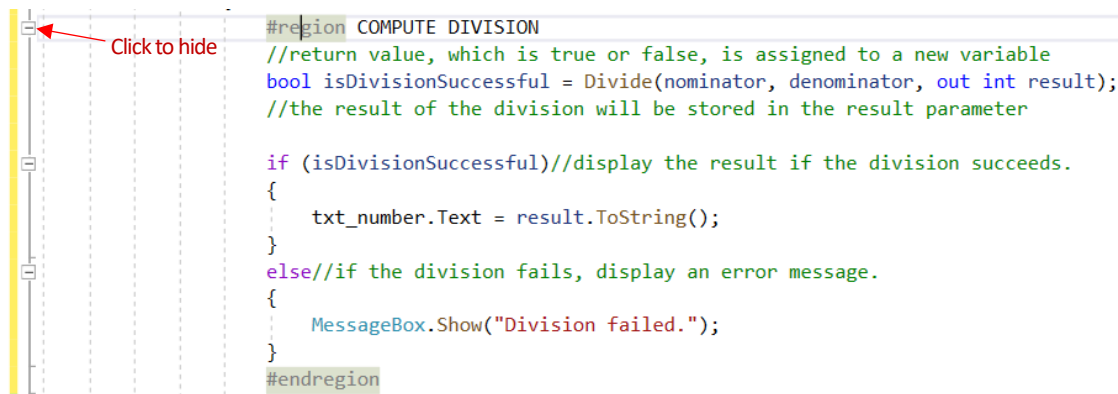 #region COMPUTE DIVISION
Click to hide
//return value, which is true or false, is assigned to a new variable
bool isDivisionSuccessful = Divide(nominator, denominator, out int result);
//the result of the division will be stored in the result parameter
if (isDivisionSuccessful)//display the result if the division succeeds.
{
txt_number.Text = result.ToString();
}
else//if the division fails, display an error message.
{
MessageBox.Show("Division failed.");
}
#endregion